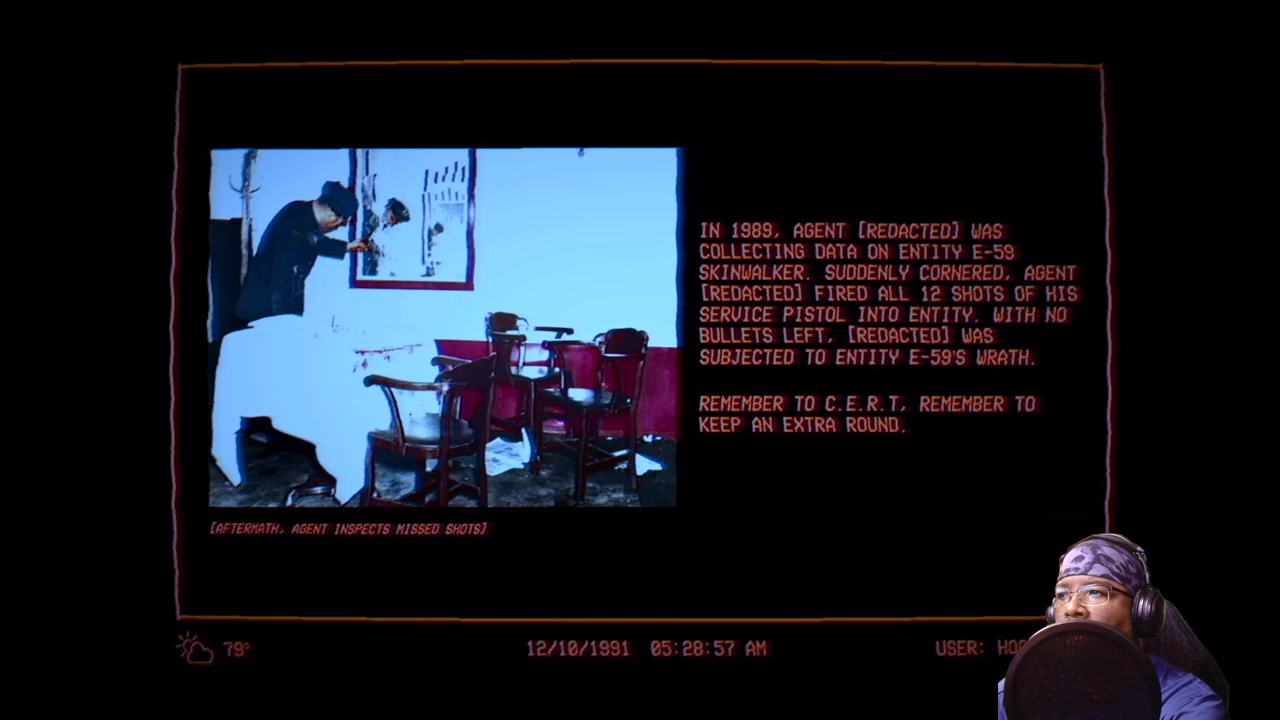 IN 1989, AGENT [REDACTED] WAS
COLLECTING DATA ON ENTITY E-59
SKINWALKER. SUDDENLY CORNERED, AGENT
[REDACTED] FIRED ALL 12 SHOTS OF HIS
SERVICE PISTOL INTO ENTITY. WITH NO
BULLETS LEFT, [REDACTED] WAS
SUBJECTED TO ENTITY E-59'S WRATH.
REMEMBER TO C.E.R.T, REMEMBER TO
KEEP AN EXTRA ROUND.
[AFTERMATH, AGENT INSPECTS MISSED SHOTS]
79°
12/10/1991 05:28:57 AM
USER: